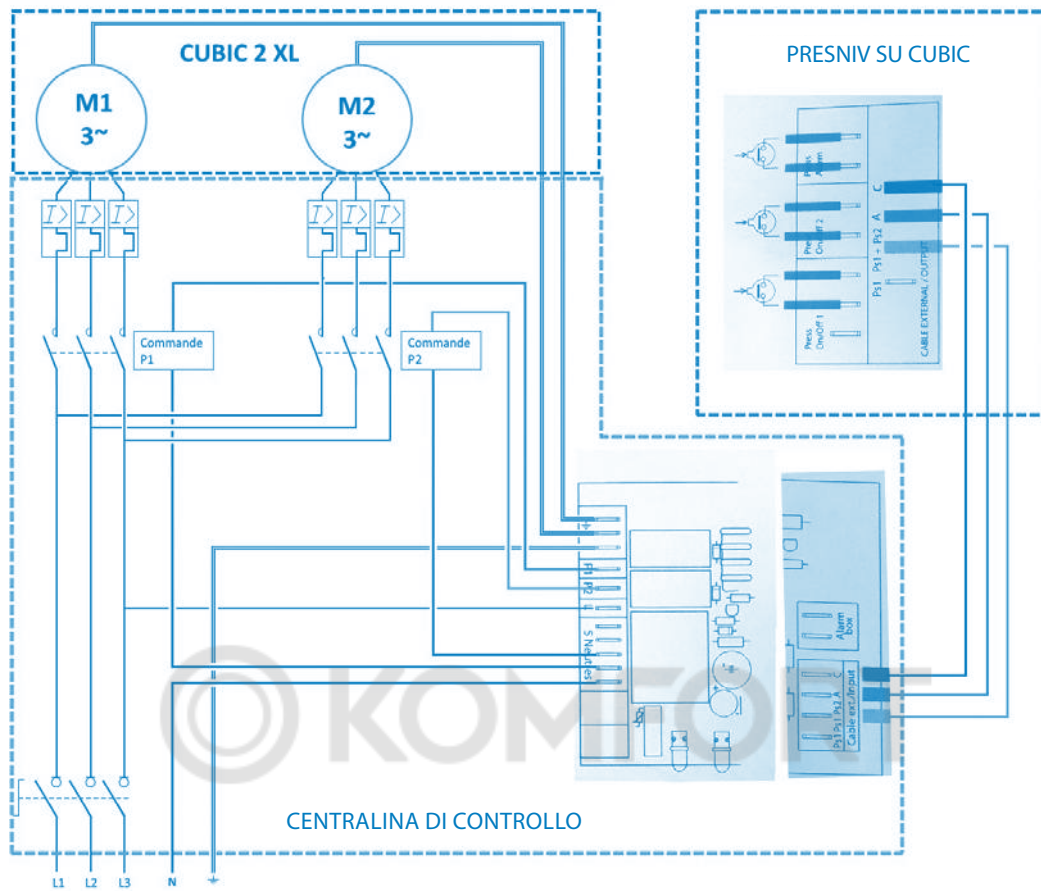 CUBIC 2 XL
PRESNIV SU CUBIC
M1
3~
M2
3~
I>
I>
I>
I>
I>
I>
Press
Alarm
Press
On/Off 2
Press
On/Off 1
C
A
Ps1 + Ps2
Ps1
CABLE EXTERNAL / OUTPUT
Commande
P1
Commande
P2
P1
P2
L
5 Neutres
Alarm
box
C
A
Ps2
Ps1
Ps1
Cable ext./Input
KOMFORT
CENTRALINA DI CONTROLLO
L1
L2
L3
N